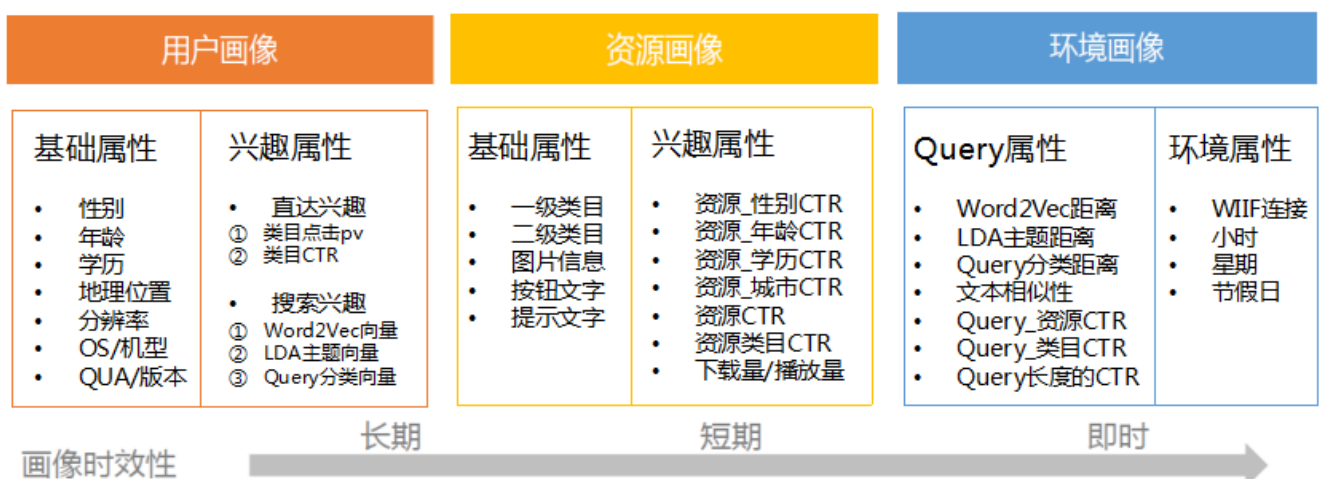 用户画像
资源画像
环境画像
基础属性
• 性别
• 年龄
• 学历
• 地理位置
• 分辨率
• OS/机型
• QUA/版本
兴趣属性
• 直达兴趣
① 类目点击pv
② 类目CTR
• 搜索兴趣
① Word2Vec向量
② LDA主题向量
③ Query分类向量
基础属性
• 一级类目
• 二级类目
• 图片信息
• 按钮文字
• 提示文字
兴趣属性
• 资源_性别CTR
• 资源_年龄CTR
• 资源_学历CTR
• 资源_城市CTR
• 资源CTR
• 资源类目CTR
• 下载量/播放量
Query属性
• Word2Vec距离
• LDA主题距离
• Query分类距离
• 文本相似性
• Query_资源CTR
• Query_类目CTR
• Query长度的CTR
环境属性
• WIIF连接
• 小时
• 星期
• 节假日
长期
短期
即时
画像时效性